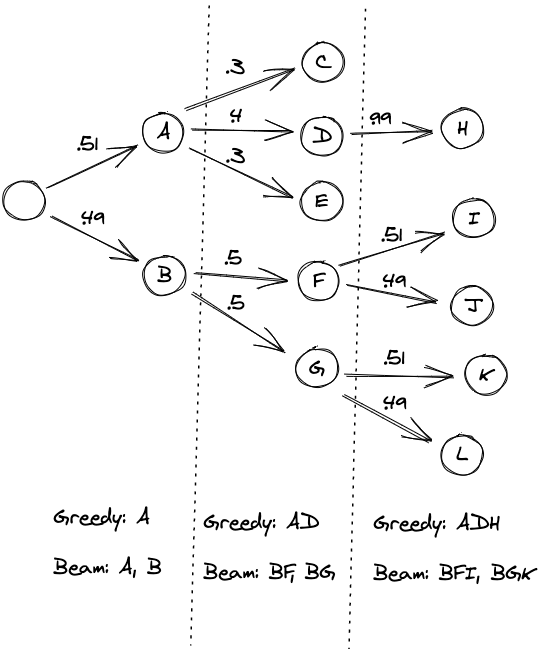 C
.3
.4
.99
A
D
H
.51
.3
E
I
.49
.51
B
.5
F
.49
J
.5
G
.51
K
.49
L
Greedy: A
Greedy: AD
Greedy: ADH
Beam: A, B
Beam: BF, BG
Beam: BFI, BGK